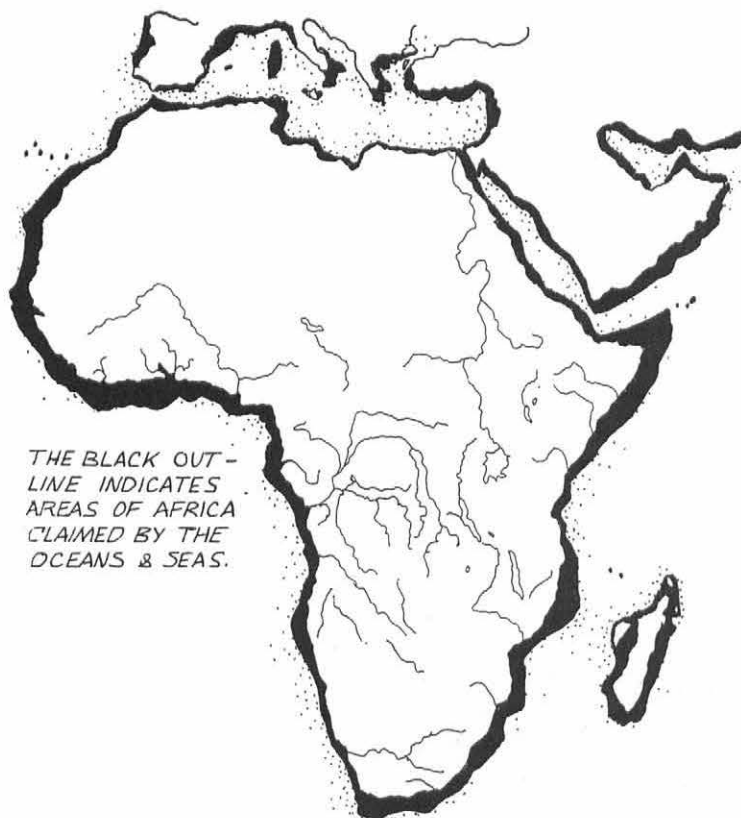 THE BLACK OUT-
LINE INDICATES
AREAS OF AFRICA
CLAIMED BY THE
OCEANS & SEAS.